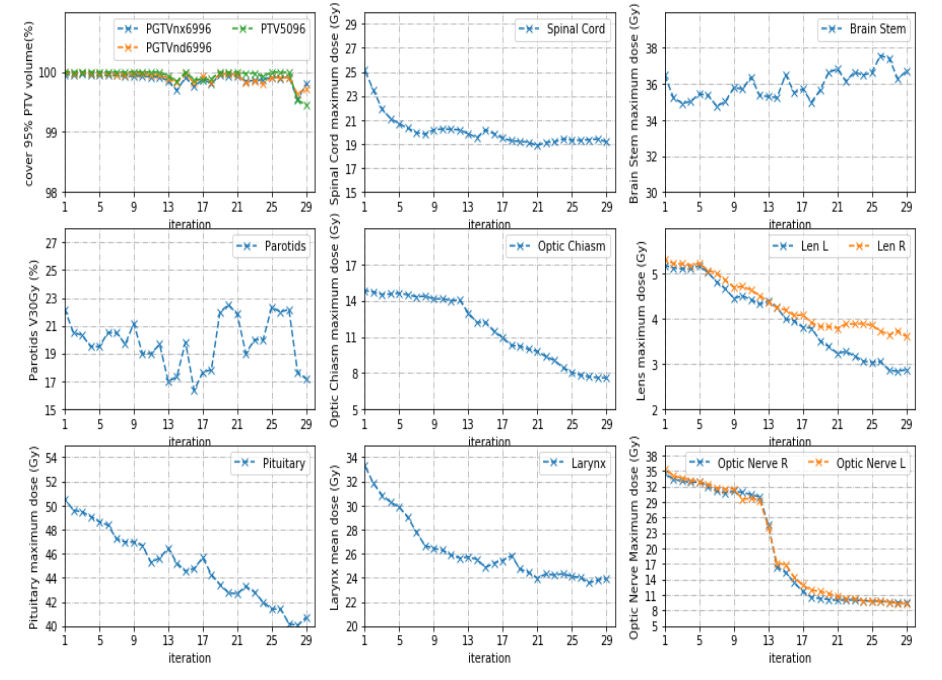 cover 95% PTV volume(%)
PGTVnx6996
PGTVnd6996
PTV5096
100
99
98
1 5 9 13 17 21 25 29
iteration
Spinal Cord maximum dose (Gy)
Spinal Cord
29
27
25
23
21
19
17
15
1 5 9 13 17 21 25 29
iteration
Brain Stem maximum dose (Gy)
Brain Stem
38
36
34
32
30
1 5 9 13 17 21 25 29
iteration
Parotids V30Gy (%)
Parotids
27
25
23
21
19
17
15
1 5 9 13 17 21 25 29
iteration
Optic Chiasm maximum dose (Gy)
Optic Chiasm
17
14
11
8
5
1 5 9 13 17 21 25 29
iteration
Lens maximum dose (Gy)
Len L
Len R
5
4
3
2
1 5 9 13 17 21 25 29
iteration
Pituitary maximum dose (Gy)
Pituitary
54
52
50
48
46
44
42
40
1 5 9 13 17 21 25 29
iteration
Larynx mean dose (Gy)
Larynx
34
32
30
28
26
24
22
20
1 5 9 13 17 21 25 29
iteration
Optic Nerve Maximum dose (Gy)
Optic Nerve R
Optic Nerve L
38
35
32
29
26
23
20
17
14
11
8
5
1 5 9 13 17 21 25 29
iteration